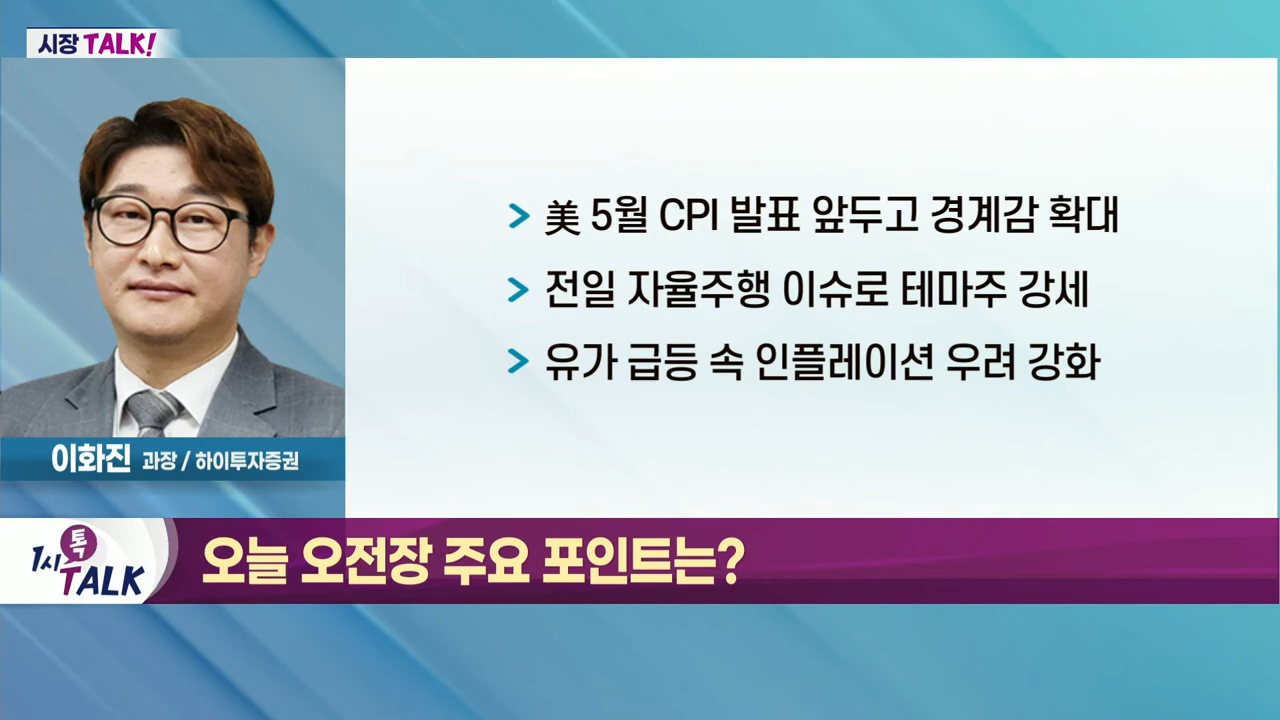 시장 TALK!
美 5월 CPI 발표 앞두고 경계감 확대
전일 자율주행 이슈로 테마주 강세
유가 급등 속 인플레이션 우려 강화
이화진 과장 / 하이투자증권
1시 톡 TALK
오늘 오전장 주요 포인트는?